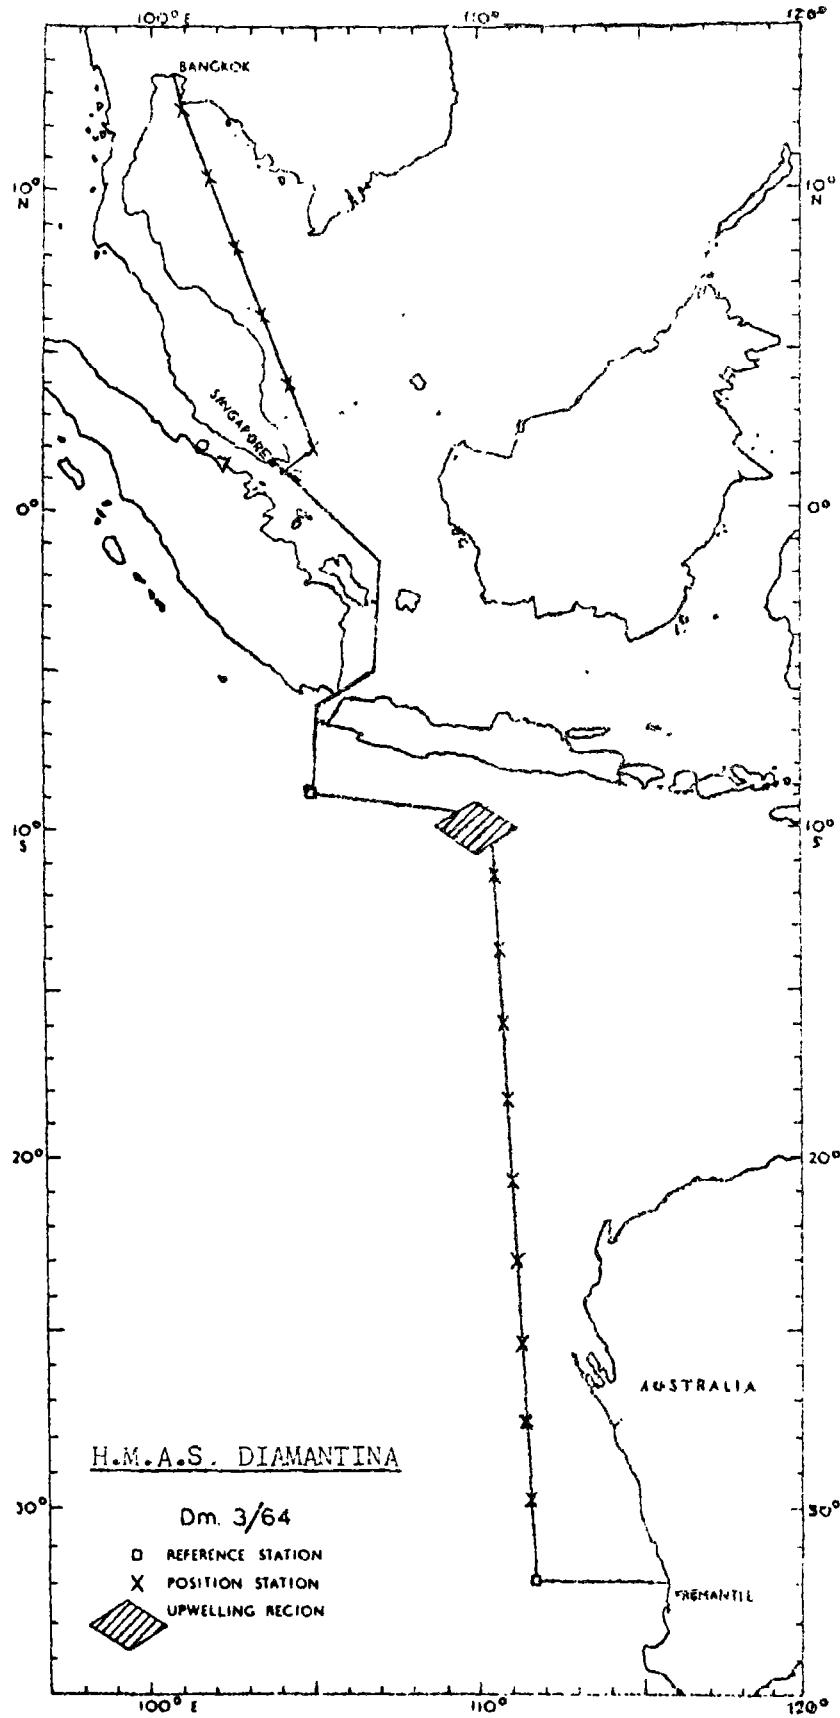 100° E 110° 120°
BANGKOK
10° N 10° N
SINGAPORE
0° 0°
10° S 10° S
20° 20°
AUSTRALIA
H.M.A.S. DIAMANTINA
30° 30°
Dm. 3/64
REFERENCE STATION
POSITION STATION
UPWELLING REGION
FREMANTLE
100° E 110° 120°